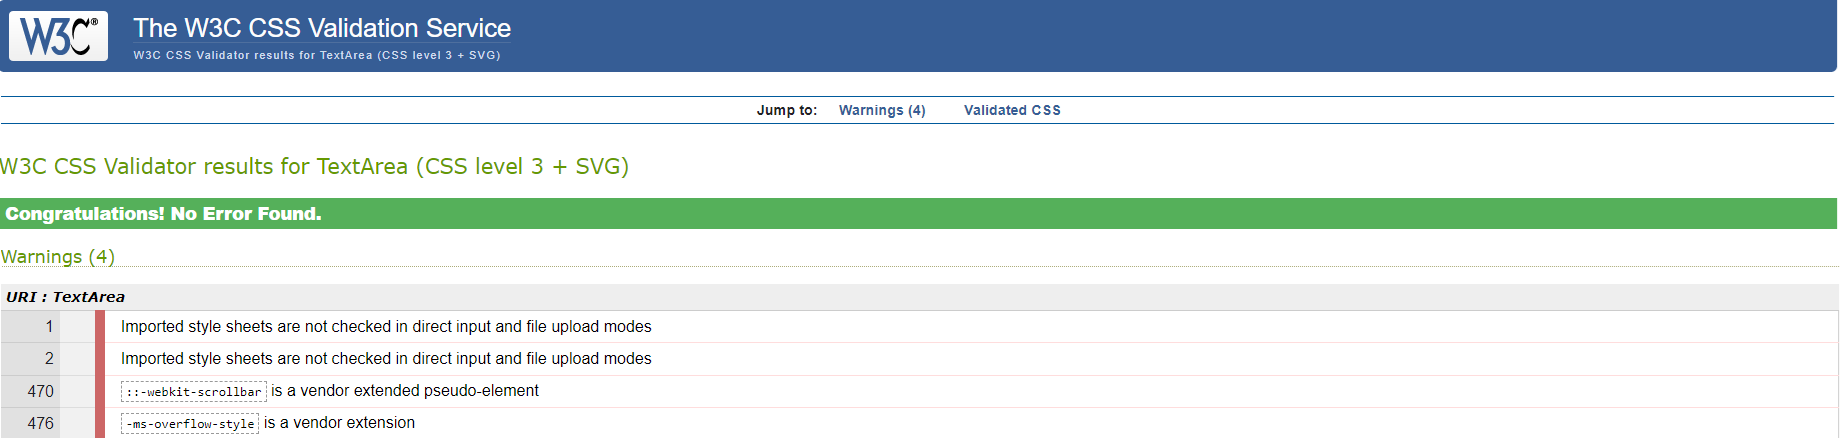 W3C®
The W3C CSS Validation Service
W3C CSS Validator results for TextArea (CSS level 3 + SVG)
Jump to: Warnings (4) Validated CSS
W3C CSS Validator results for TextArea (CSS level 3 + SVG)
Congratulations! No Error Found.
Warnings (4)
URI : TextArea
1 Imported style sheets are not checked in direct input and file upload modes
2 Imported style sheets are not checked in direct input and file upload modes
470 ::-webkit-scrollbar is a vendor extended pseudo-element
476 -ms-overflow-style is a vendor extension